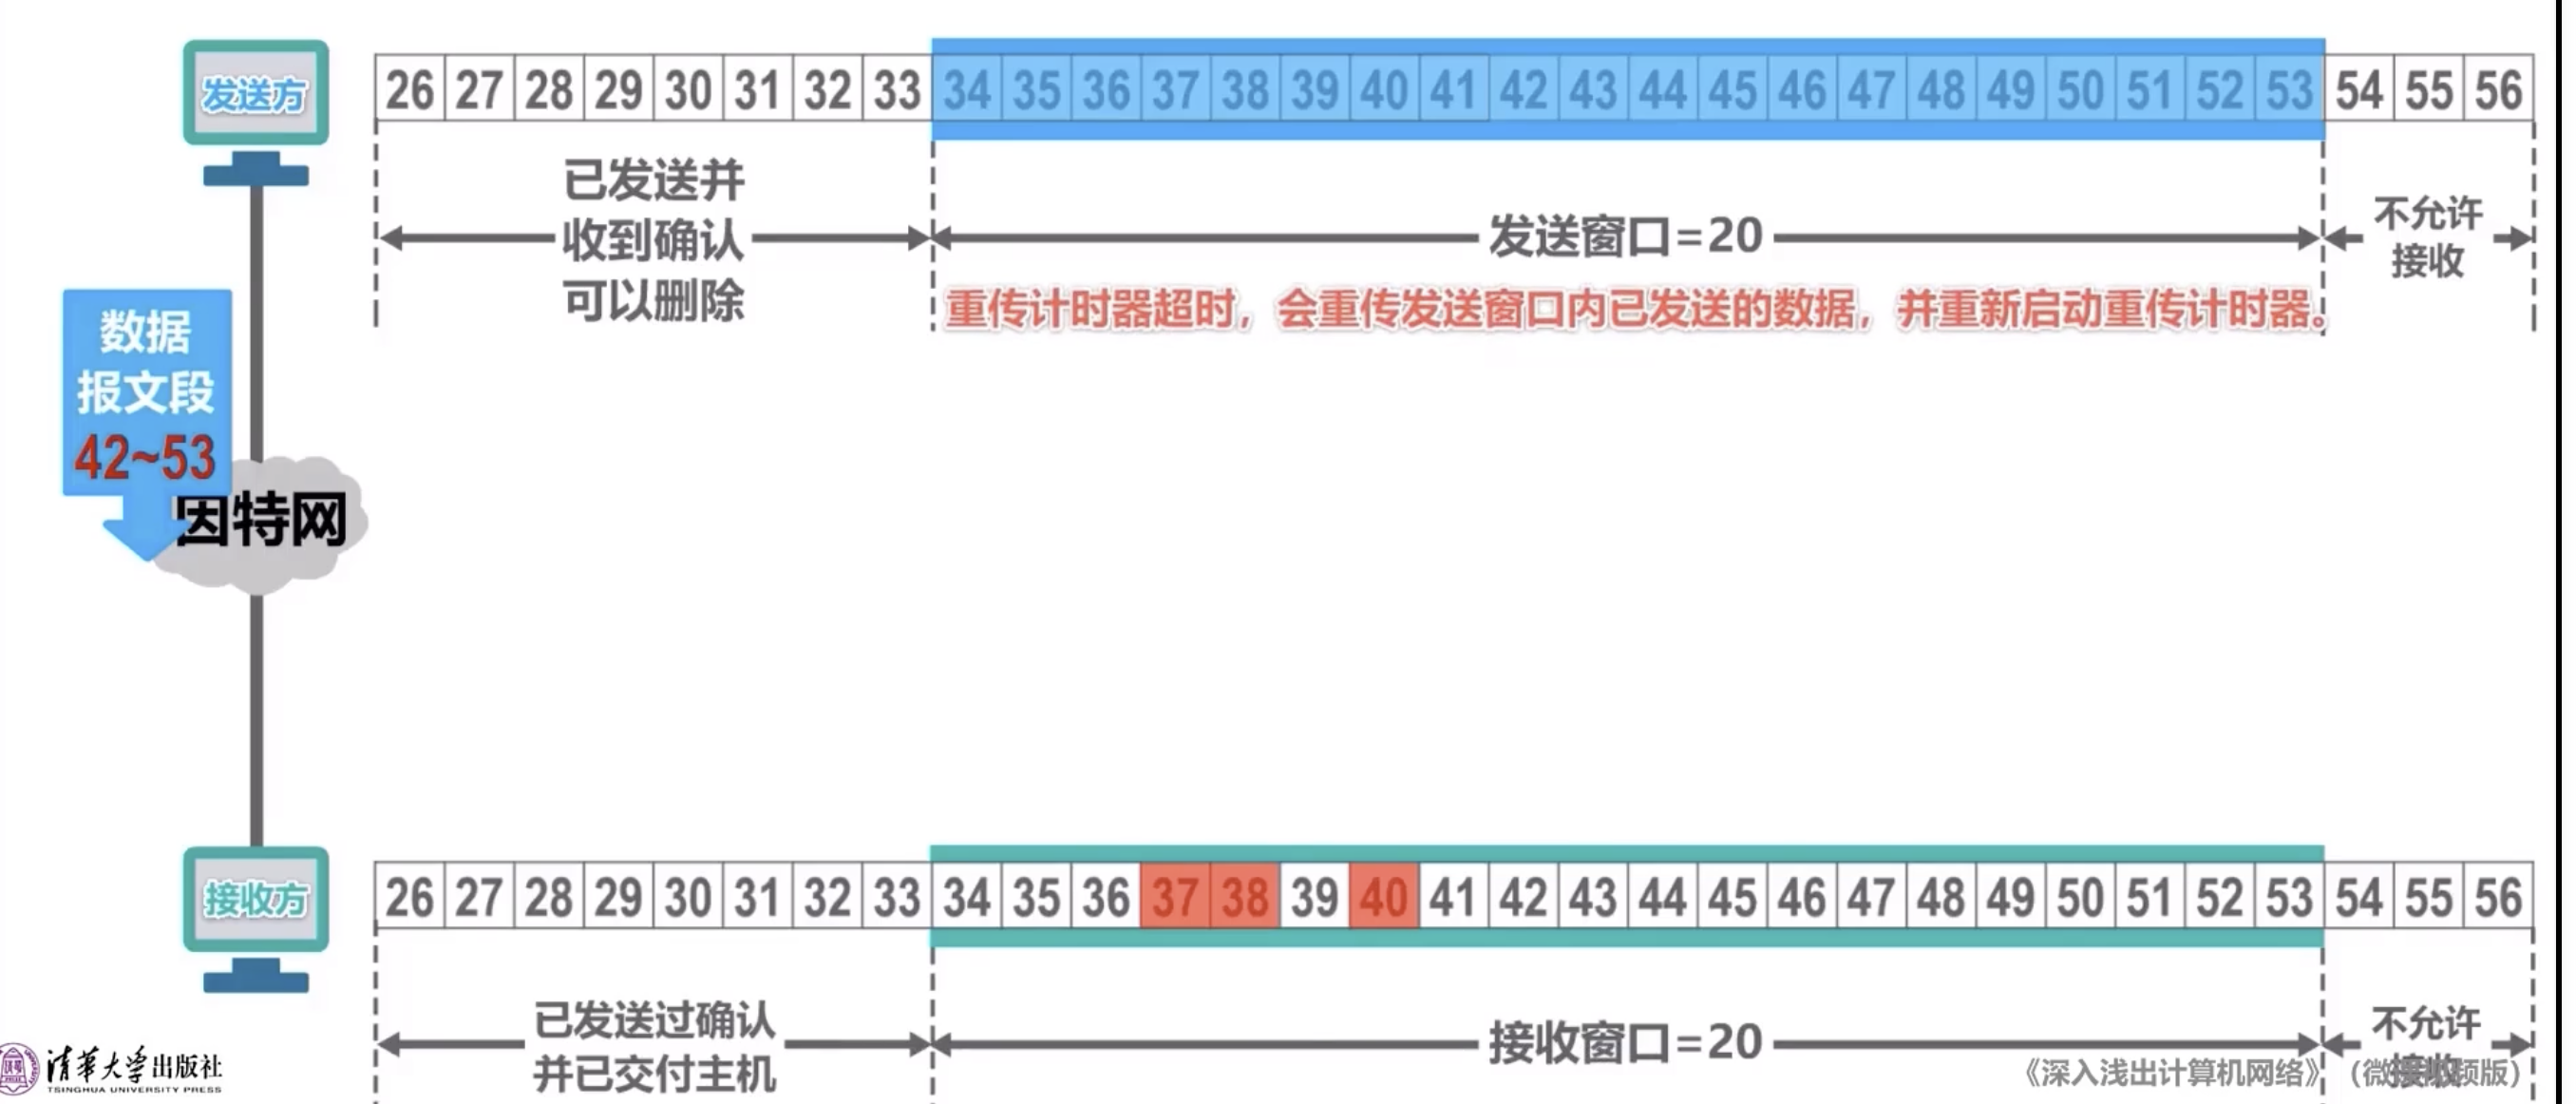 发送方
26 27 28 29 30 31 32 33 34 35 36 37 38 39 40 41 42 43 44 45 46 47 48 49 50 51 52 53 54 55 56
已发送并
收到确认
可以删除
发送窗口=20
不允许
接收
重传计时器超时，会重传发送窗口内已发送的数据，并重新启动重传计时器。
数据
报文段
42~53
因特网
接收方
26 27 28 29 30 31 32 33 34 35 36 37 38 39 40 41 42 43 44 45 46 47 48 49 50 51 52 53 54 55 56
已发送过确认
并已交付主机
接收窗口=20
不允许
清华大学出版社
TSINGHUA UNIVERSITY PRESS
《深入浅出计算机网络》（微课视频版）